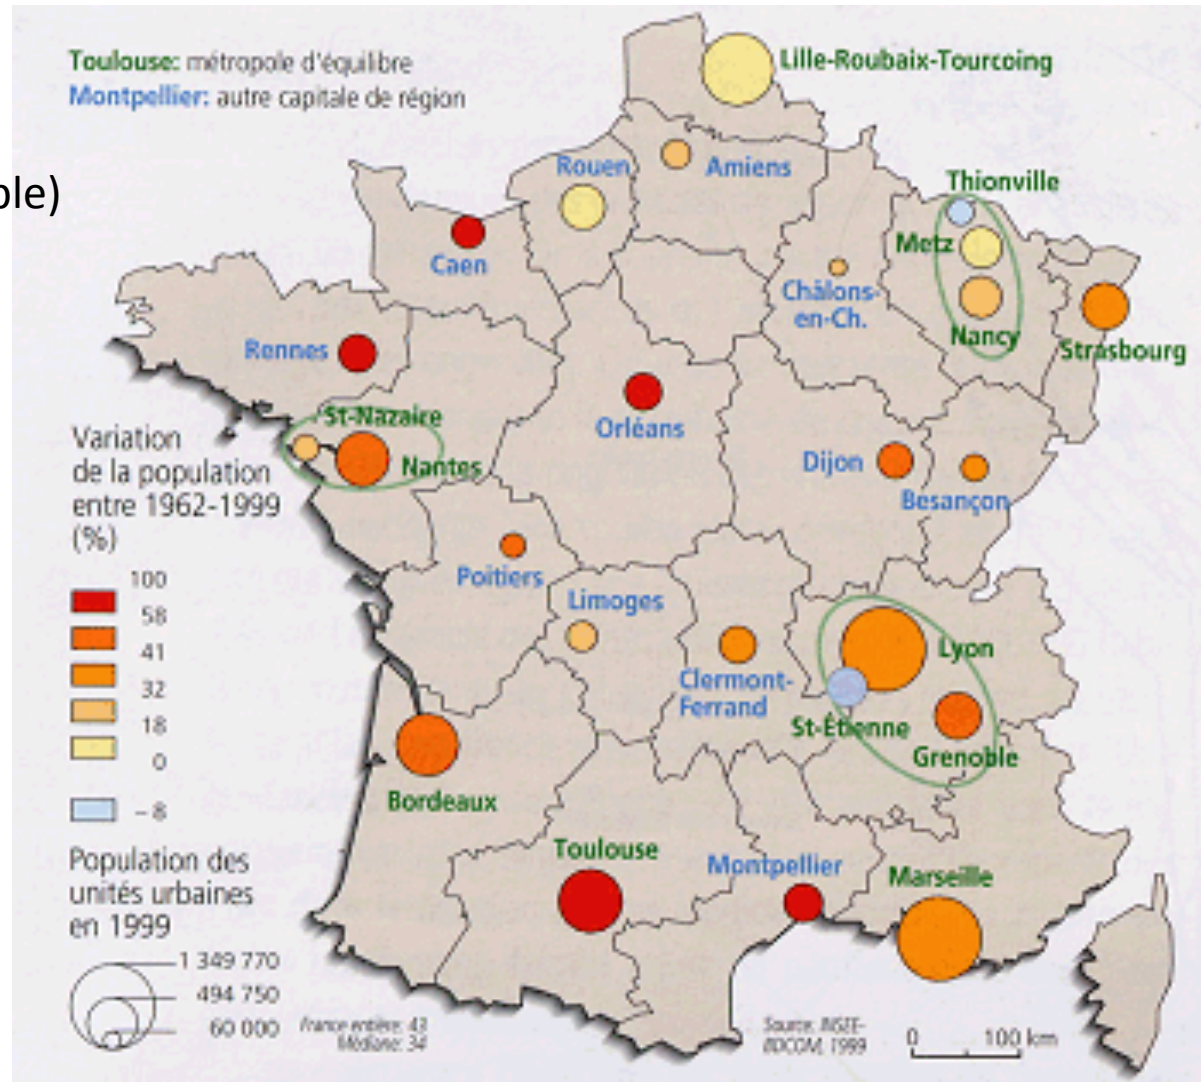 Toulouse: métropole d'équilibre
Montpellier: autre capitale de région
ble)
Lille-Roubaix-Tourcoing
Rouen
Amiens
Thionville
Metz
Caen
Châlons-
en-Ch.
Nancy
Strasbourg
Rennes
Orléans
St-Nazaire
Nantes
Dijon
Besançon
Variation
de la population
entre 1962-1999
(%)
100
58
41
32
18
0
–8
Poitiers
Limoges
Lyon
Clermont-
Ferrand
St-Étienne
Grenoble
Bordeaux
Toulouse
Montpellier
Marseille
Population des
unités urbaines
en 1999
1 349 770
494 750
60 000
France entière: 43
Médiane: 34
Source: INSEE-
0 100 km